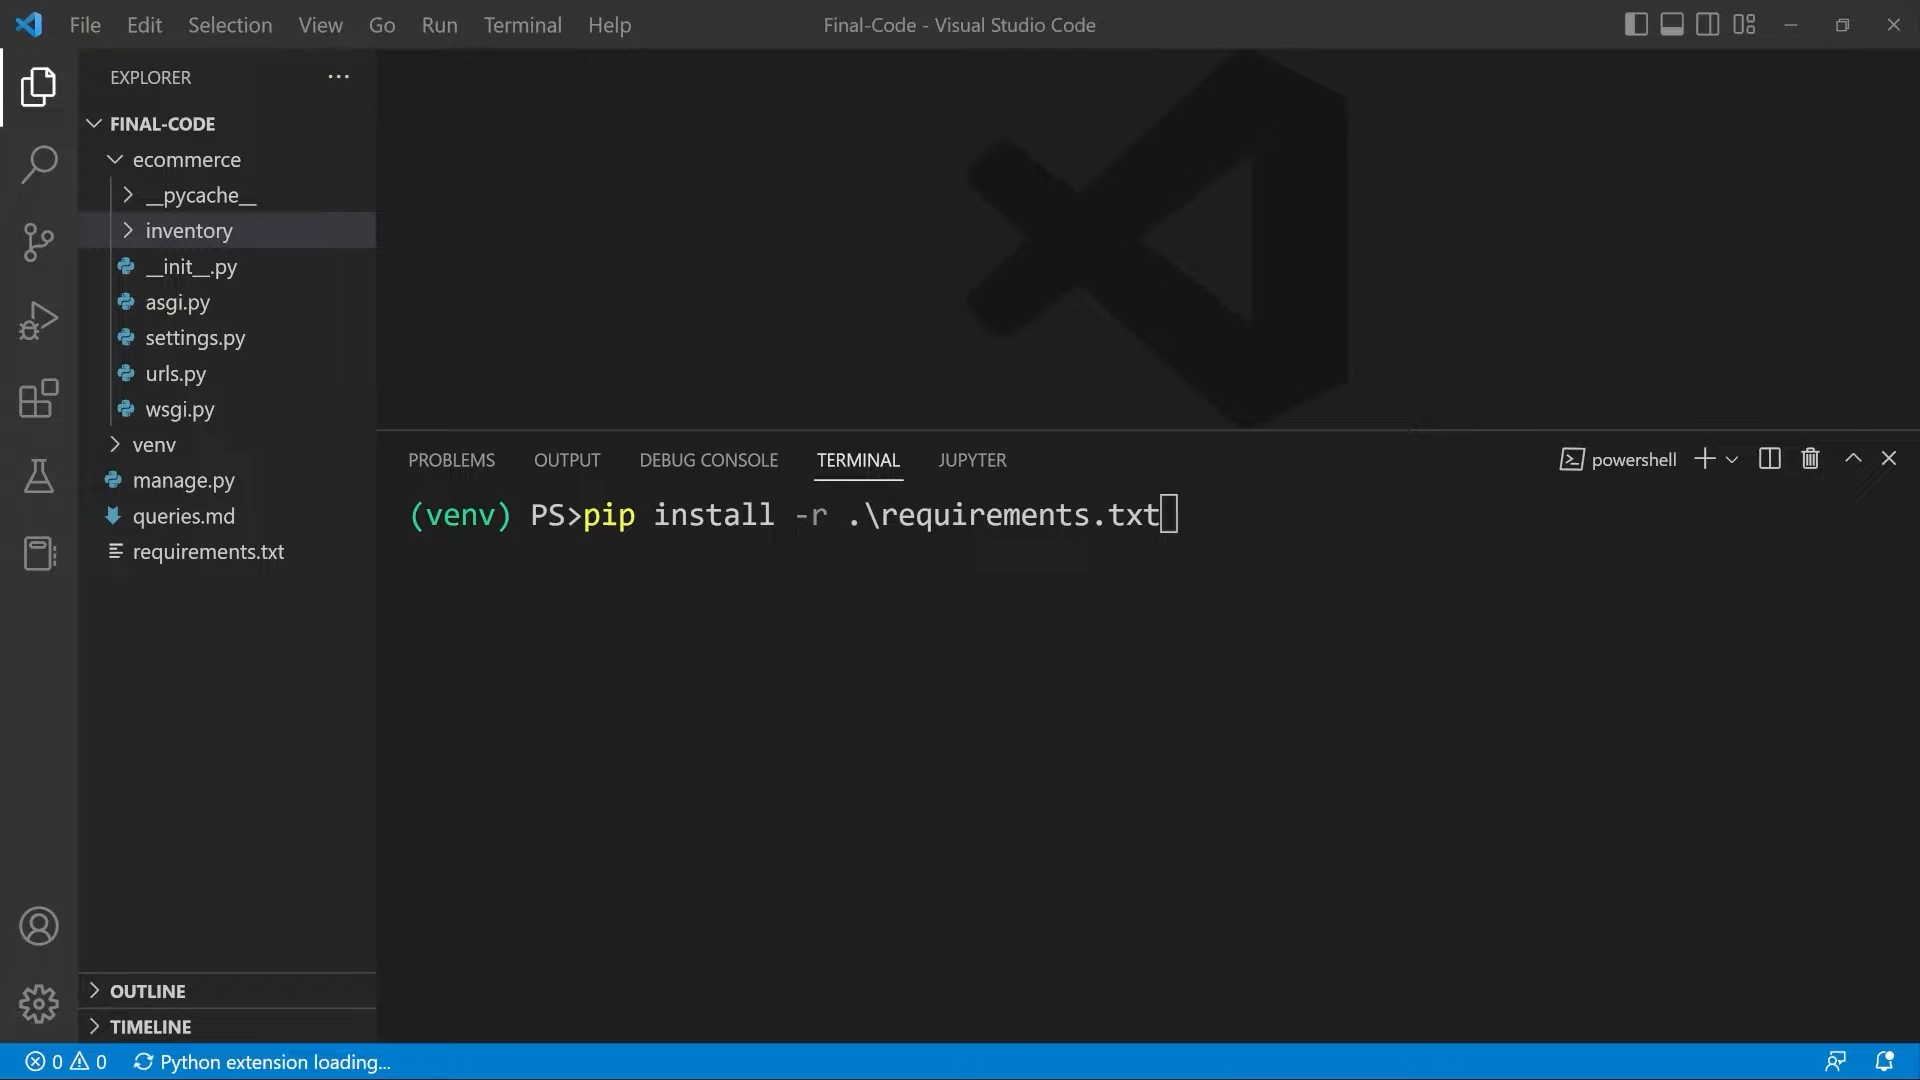 File Edit Selection View Go Run Terminal Help Final-Code - Visual Studio Code
EXPLORER
FINAL-CODE
ecommerce
__pycache__
inventory
__init__.py
asgi.py
settings.py
urls.py
wsgi.py
venv
manage.py
queries.md
requirements.txt
PROBLEMS OUTPUT DEBUG CONSOLE TERMINAL JUPYTER powershell
(venv) PS>pip install -r .\requirements.txt
OUTLINE
TIMELINE
0 0 Python extension loading...